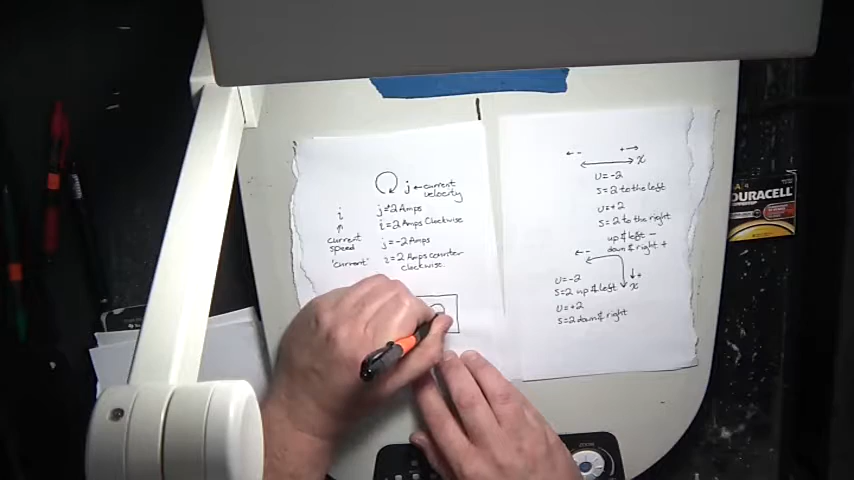 j ← current
velocity
j=+2 Amps
i
i=2 Amps Clockwise
current
speed
j=-2 Amps
'current'
i=2 Amps counter
clockwise.
← -
+ →
x
U=-2
S=2 to the left
U=+2
S=2 to the right
up & left -
down & right +
← -
↓ +
x
U=-2
S=2 up & left
U=+2
S=2 down & right
DURACELL